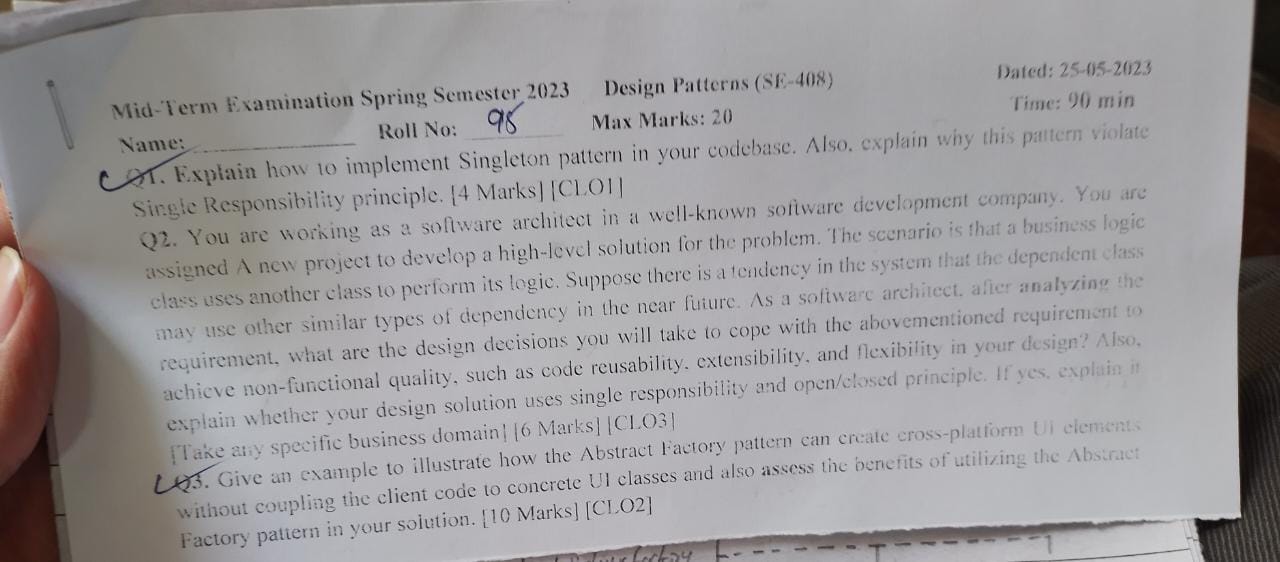 Mid-Term Examination Spring Semester 2023 Design Patterns (SE-408) Dated: 25-05-2023
Name: Roll No: 98 Max Marks: 20 Time: 90 min
Q1. Explain how to implement Singleton pattern in your codebase. Also, explain why this pattern violate
Single Responsibility principle. [4 Marks] [CLO1]
Q2. You are working as a software architect in a well-known software development company. You are
assigned A new project to develop a high-level solution for the problem. The scenario is that a business logic
class uses another class to perform its logic. Suppose there is a tendency in the system that the dependent class
may use other similar types of dependency in the near future. As a software architect, after analyzing the
requirement, what are the design decisions you will take to cope with the abovementioned requirement to
achieve non-functional quality, such as code reusability, extensibility, and flexibility in your design? Also,
explain whether your design solution uses single responsibility and open/closed principle. If yes, explain it
[Take any specific business domain] [6 Marks] [CLO3]
Q3. Give an example to illustrate how the Abstract Factory pattern can create cross-platform UI elements
without coupling the client code to concrete UI classes and also assess the benefits of utilizing the Abstract
Factory pattern in your solution. [10 Marks] [CLO2]